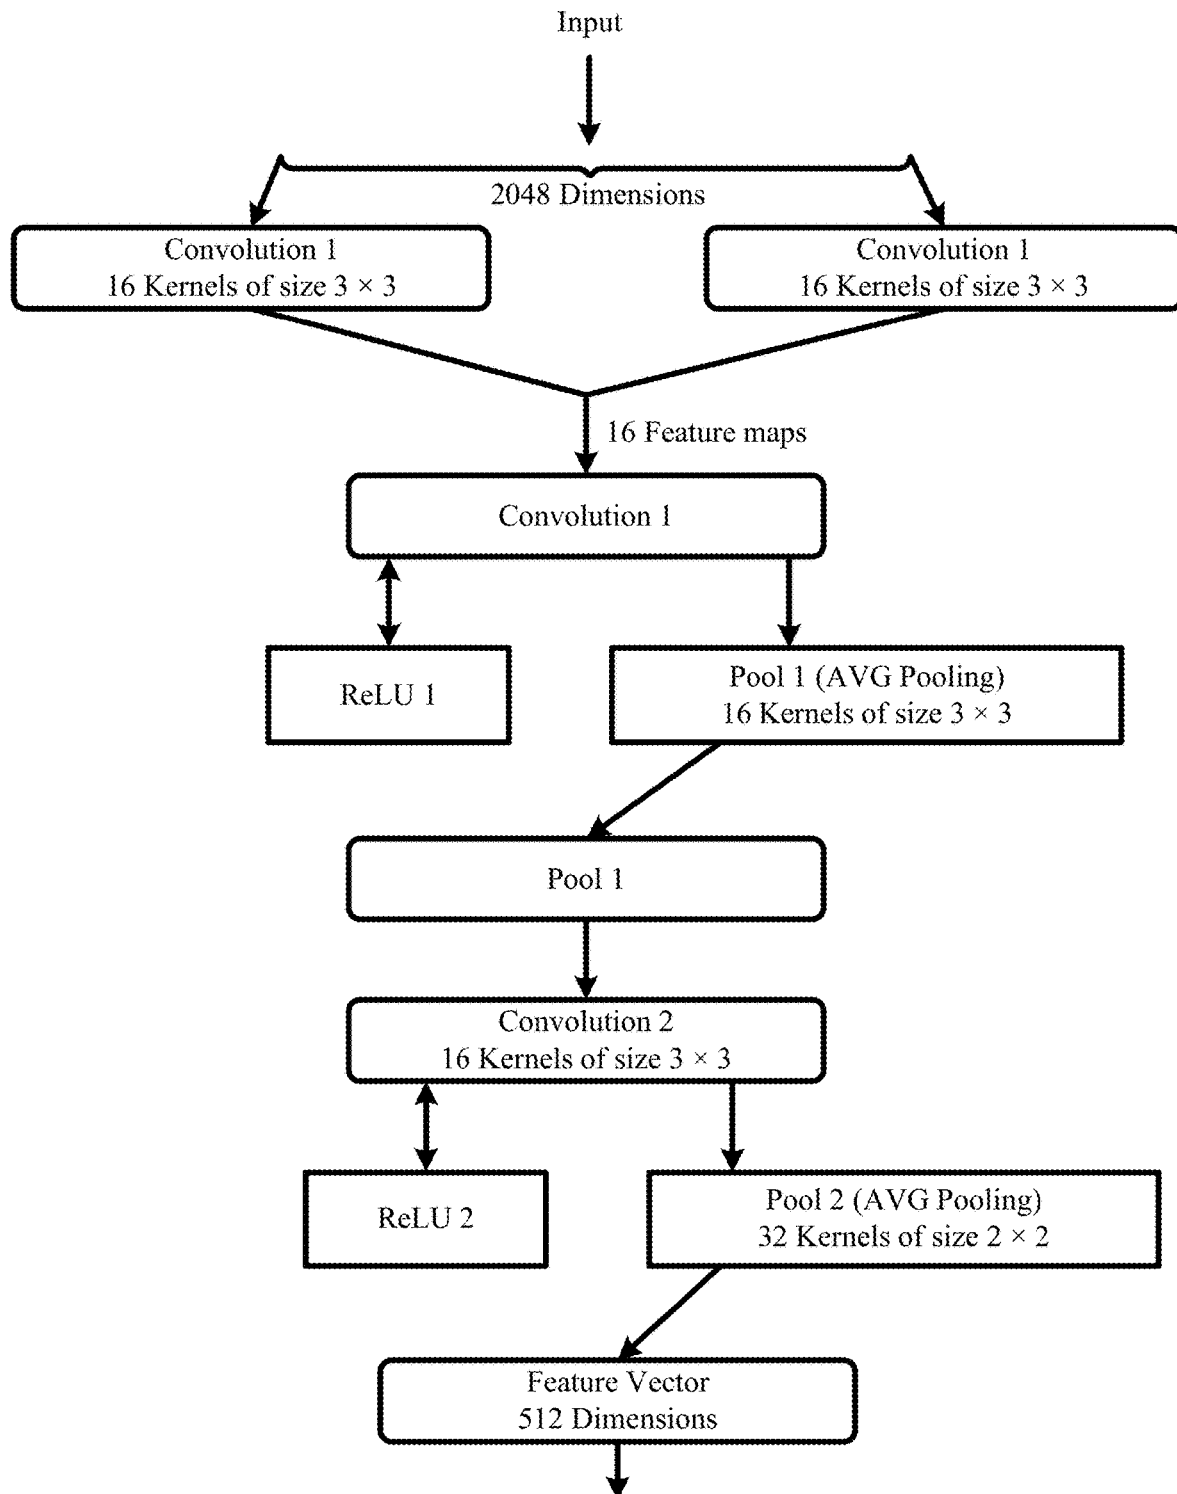 Input
2048 Dimensions
Convolution 1
16 Kernels of size 3 × 3
Convolution 1
16 Kernels of size 3 × 3
16 Feature maps
Convolution 1
ReLU 1
Pool 1 (AVG Pooling)
16 Kernels of size 3 × 3
Pool 1
Convolution 2
16 Kernels of size 3 × 3
ReLU 2
Pool 2 (AVG Pooling)
32 Kernels of size 2 × 2
Feature Vector
512 Dimensions